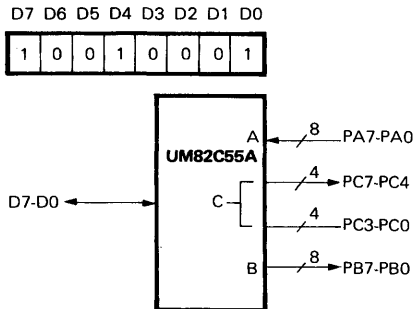 D7 D6 D5 D4 D3 D2 D1 D0
1 0 0 1 0 0 0 1
A 8 PA7-PA0
UM82C55A
4 PC7-PC4
D7-D0 C
4 PC3-PC0
B 8 PB7-PB0